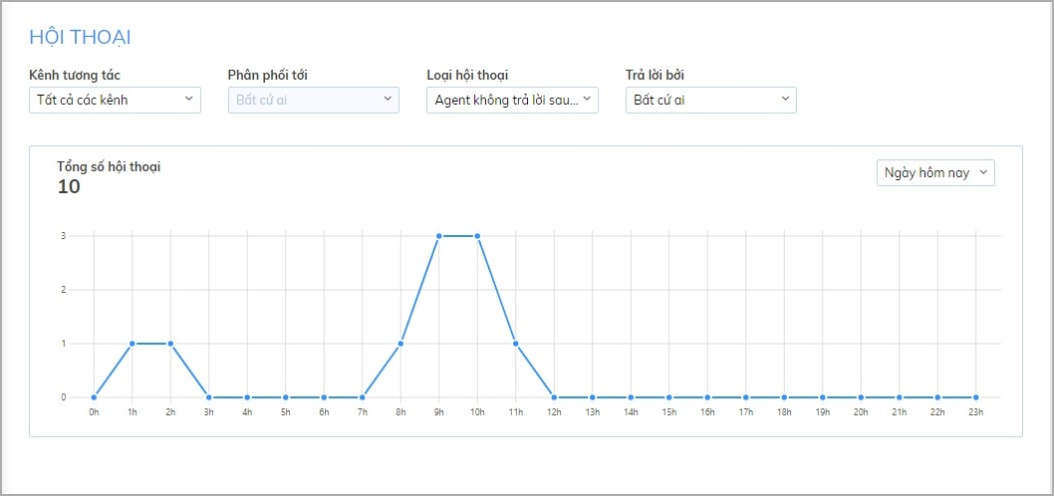 HỘI THOẠI
Kênh tương tác Phân phối tới Loại hội thoại Trả lời bởi
Tất cả các kênh Bất cứ ai Agent không trả lời sau... Bất cứ ai
Tổng số hội thoại
10
Ngày hôm nay
3
2
1
0
0h 1h 2h 3h 4h 5h 6h 7h 8h 9h 10h 11h 12h 13h 14h 15h 16h 17h 18h 19h 20h 21h 22h 23h